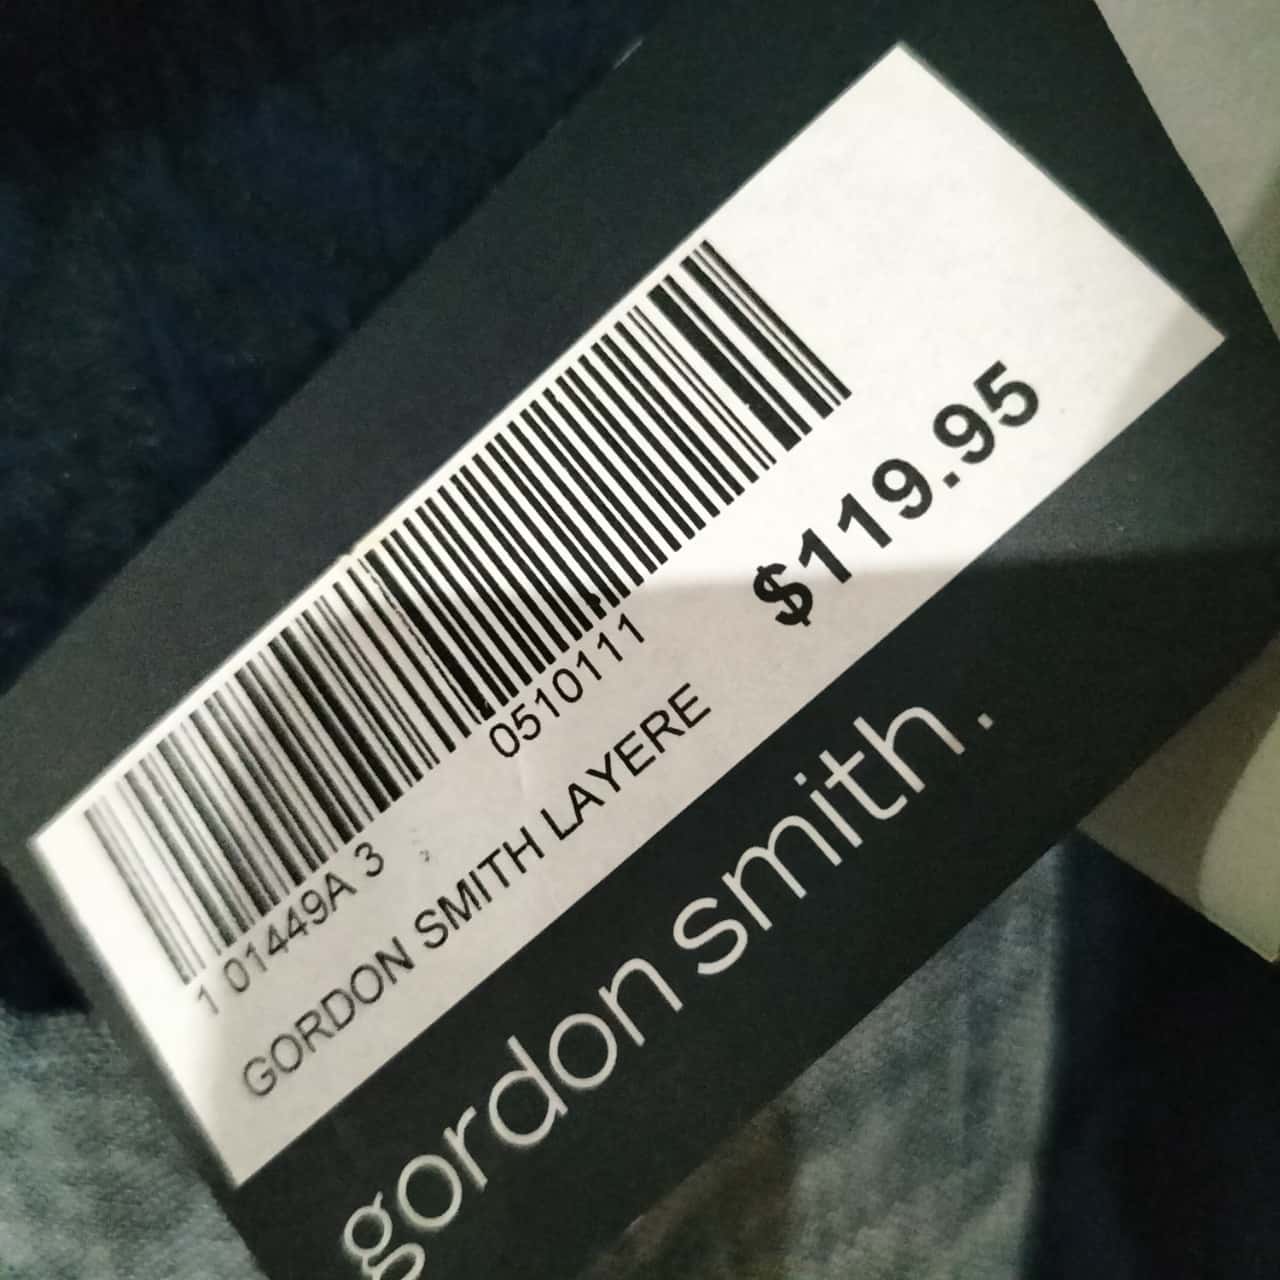 1 01449A 3 0510111
GORDON SMITH LAYERE
$119.95
gordon smith.